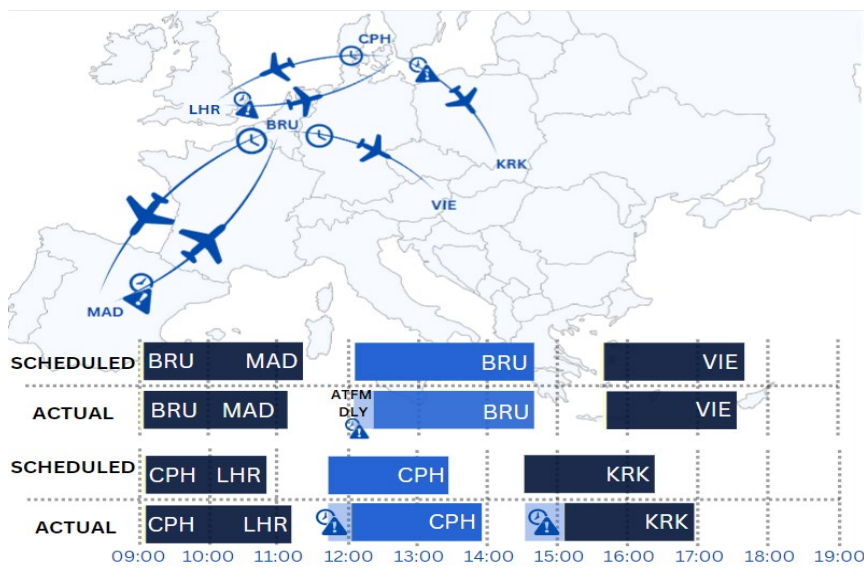 CPH
LHR
BRU
KRK
VIE
MAD
SCHEDULED BRU MAD BRU VIE
ATFM
DLY
ACTUAL BRU MAD BRU VIE
SCHEDULED CPH LHR CPH KRK
ACTUAL CPH LHR CPH KRK
09:00 10:00 11:00 12:00 13:00 14:00 15:00 16:00 17:00 18:00 19:00